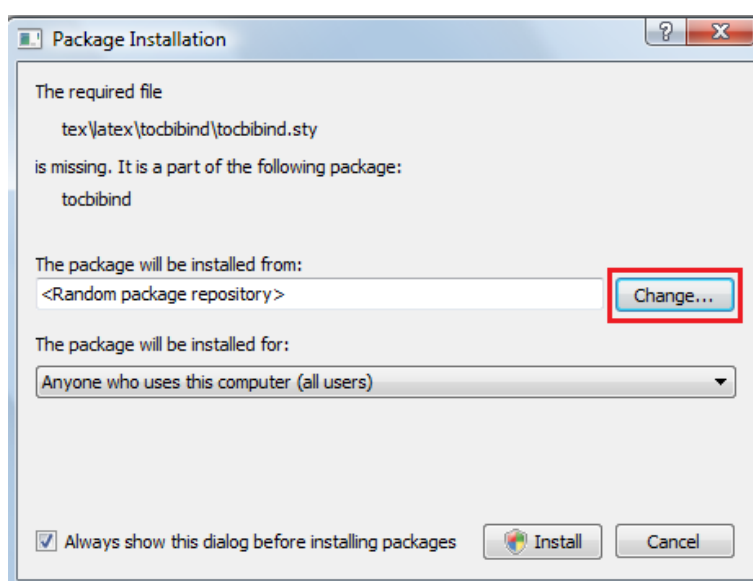 Package Installation
The required file
tex\latex\tocbibind\tocbibind.sty
is missing. It is a part of the following package:
tocbibind
The package will be installed from:
<Random package repository>
Change...
The package will be installed for:
Anyone who uses this computer (all users)
Always show this dialog before installing packages
Install
Cancel